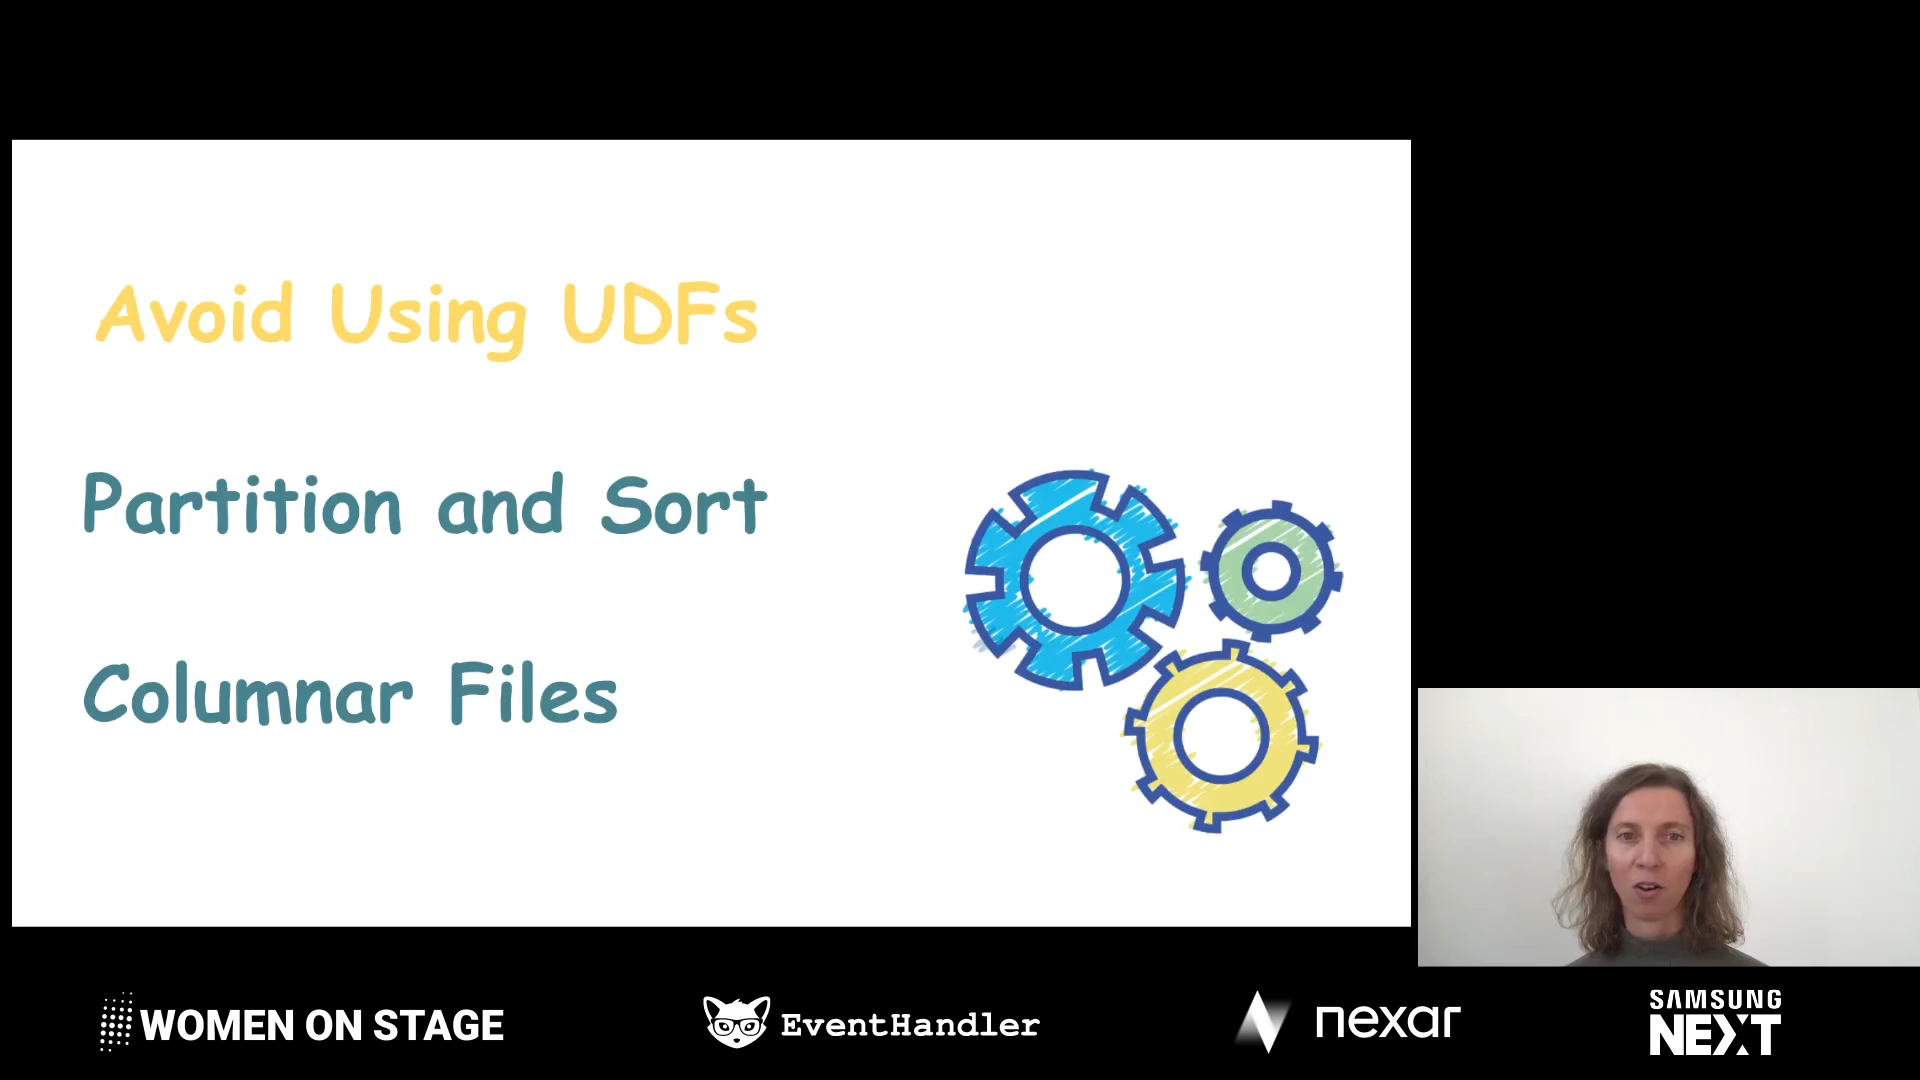 Avoid Using UDFs
Partition and Sort
Columnar Files
WOMEN ON STAGE
EventHandler
nexar
SAMSUNG
NEXT